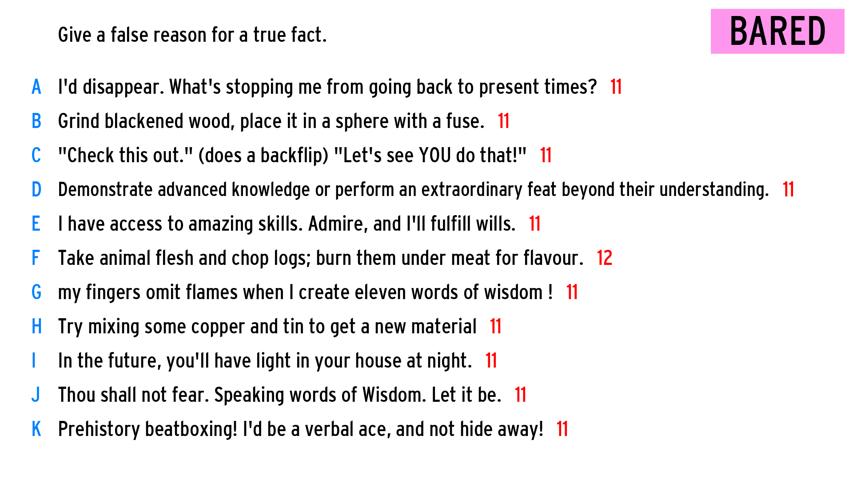 Give a false reason for a true fact.
BARED
A I'd disappear. What's stopping me from going back to present times? 11
B Grind blackened wood, place it in a sphere with a fuse. 11
C "Check this out." (does a backflip) "Let's see YOU do that!" 11
D Demonstrate advanced knowledge or perform an extraordinary feat beyond their understanding. 11
E I have access to amazing skills. Admire, and I'll fulfill wills. 11
F Take animal flesh and chop logs; burn them under meat for flavour. 12
G my fingers omit flames when I create eleven words of wisdom ! 11
H Try mixing some copper and tin to get a new material 11
I In the future, you'll have light in your house at night. 11
J Thou shall not fear. Speaking words of Wisdom. Let it be. 11
K Prehistory beatboxing! I'd be a verbal ace, and not hide away! 11